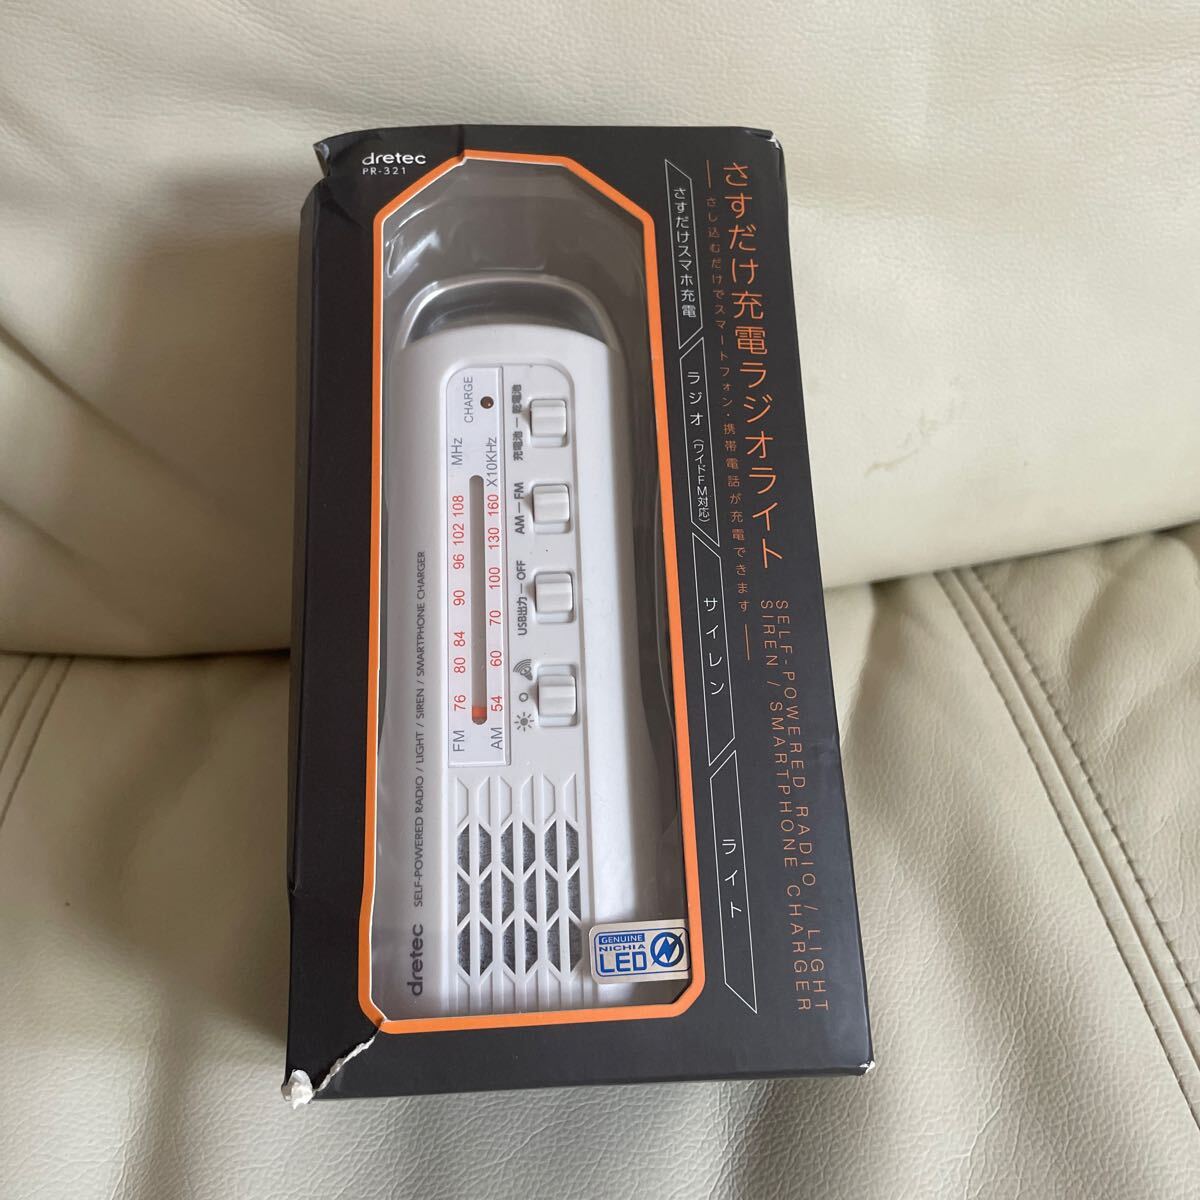 dretec
PR-321
さすだけ充電ラジオライト
さし込むだけでスマートフォン・携帯電話が充電できます
SELF-POWERED RADIO / LIGHT
SIREN / SMARTPHONE CHARGER
さすだけスマホ充電
ラジオ（ワイドFM対応）
サイレン
ライト
CHARGE
充電池 — 乾電池
AM — FM
USB出力 — OFF
FM 76 80 84 90 96 102 108 MHz
AM 54 60 70 100 130 160 X10KHz
dretec SELF-POWERED RADIO / LIGHT / SIREN / SMARTPHONE CHARGER
GENUINE
NICHIA
LED